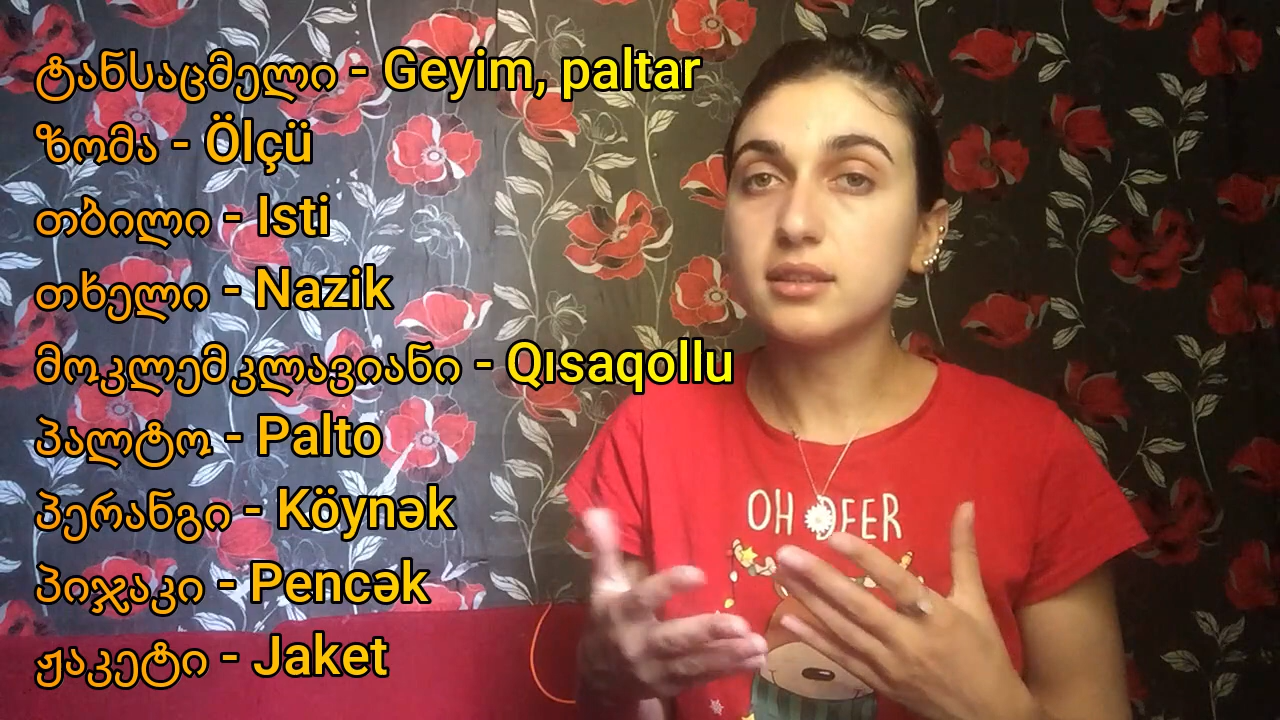 ტანსაცმელი - Geyim, paltar
ზომა - Ölçü
თბილი - Isti
თხელი - Nazik
მოკლემკლავიანი - Qısaqollu
პალტო - Palto
პერანგი - Köynək
პიჯაკი - Pencək
ჟაკეტი - Jaket
OH DEER